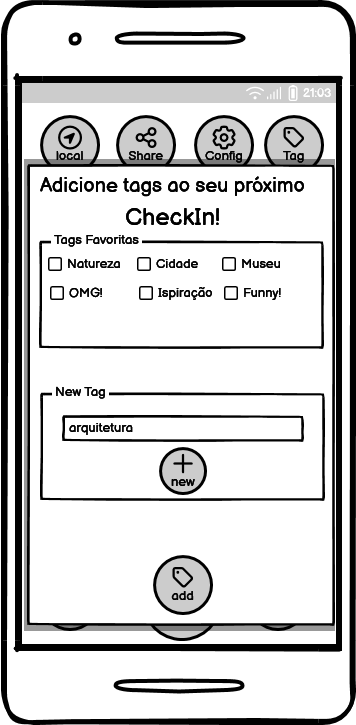 21:03
local Share Config Tag
Adicione tags ao seu próximo
CheckIn!
Tags Favoritas
Natureza Cidade Museu
OMG! Ispiração Funny!
New Tag
arquitetura
new
add